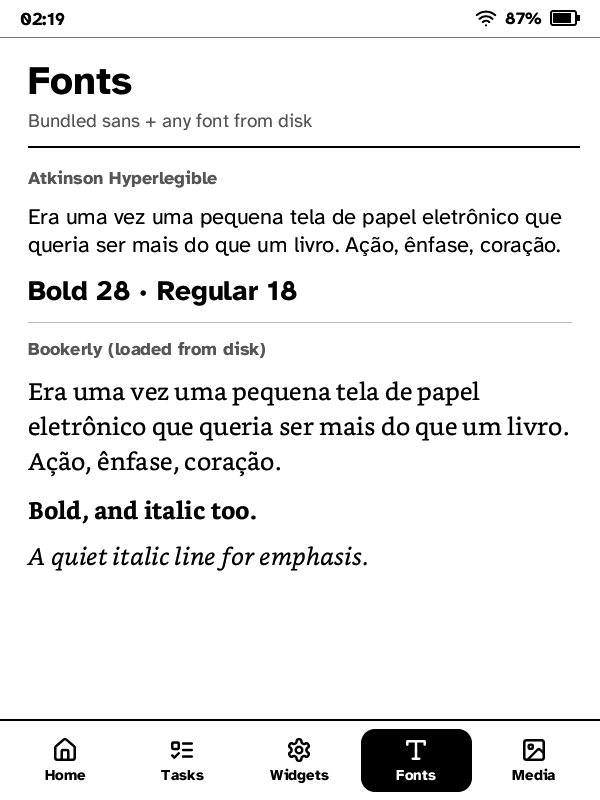 02:19
87%
Fonts
Bundled sans + any font from disk
Atkinson Hyperlegible
Era uma vez uma pequena tela de papel eletrônico que
queria ser mais do que um livro. Ação, ênfase, coração.
Bold 28 · Regular 18
Bookerly (loaded from disk)
Era uma vez uma pequena tela de papel
eletrônico que queria ser mais do que um livro.
Ação, ênfase, coração.
Bold, and italic too.
A quiet italic line for emphasis.
Home
Tasks
Widgets
Fonts
Media